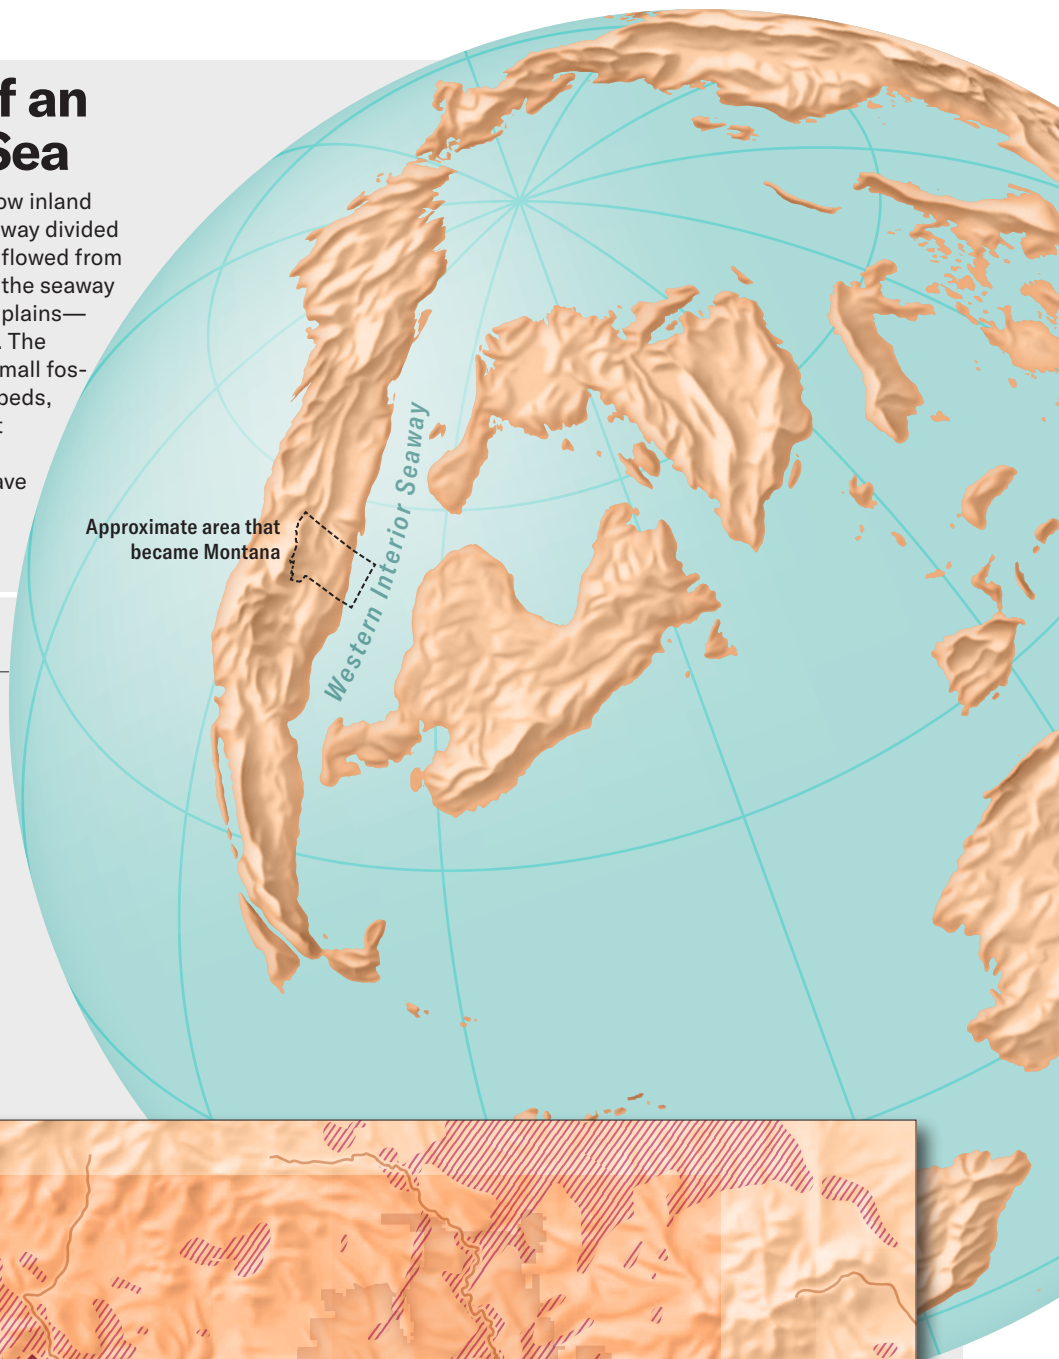 f an
Sea
ow inland
way divided
flowed from
the seaway
plains—
. The
mall fos-
beds,
t
ave
Approximate area that
became Montana
Western Interior Seaway